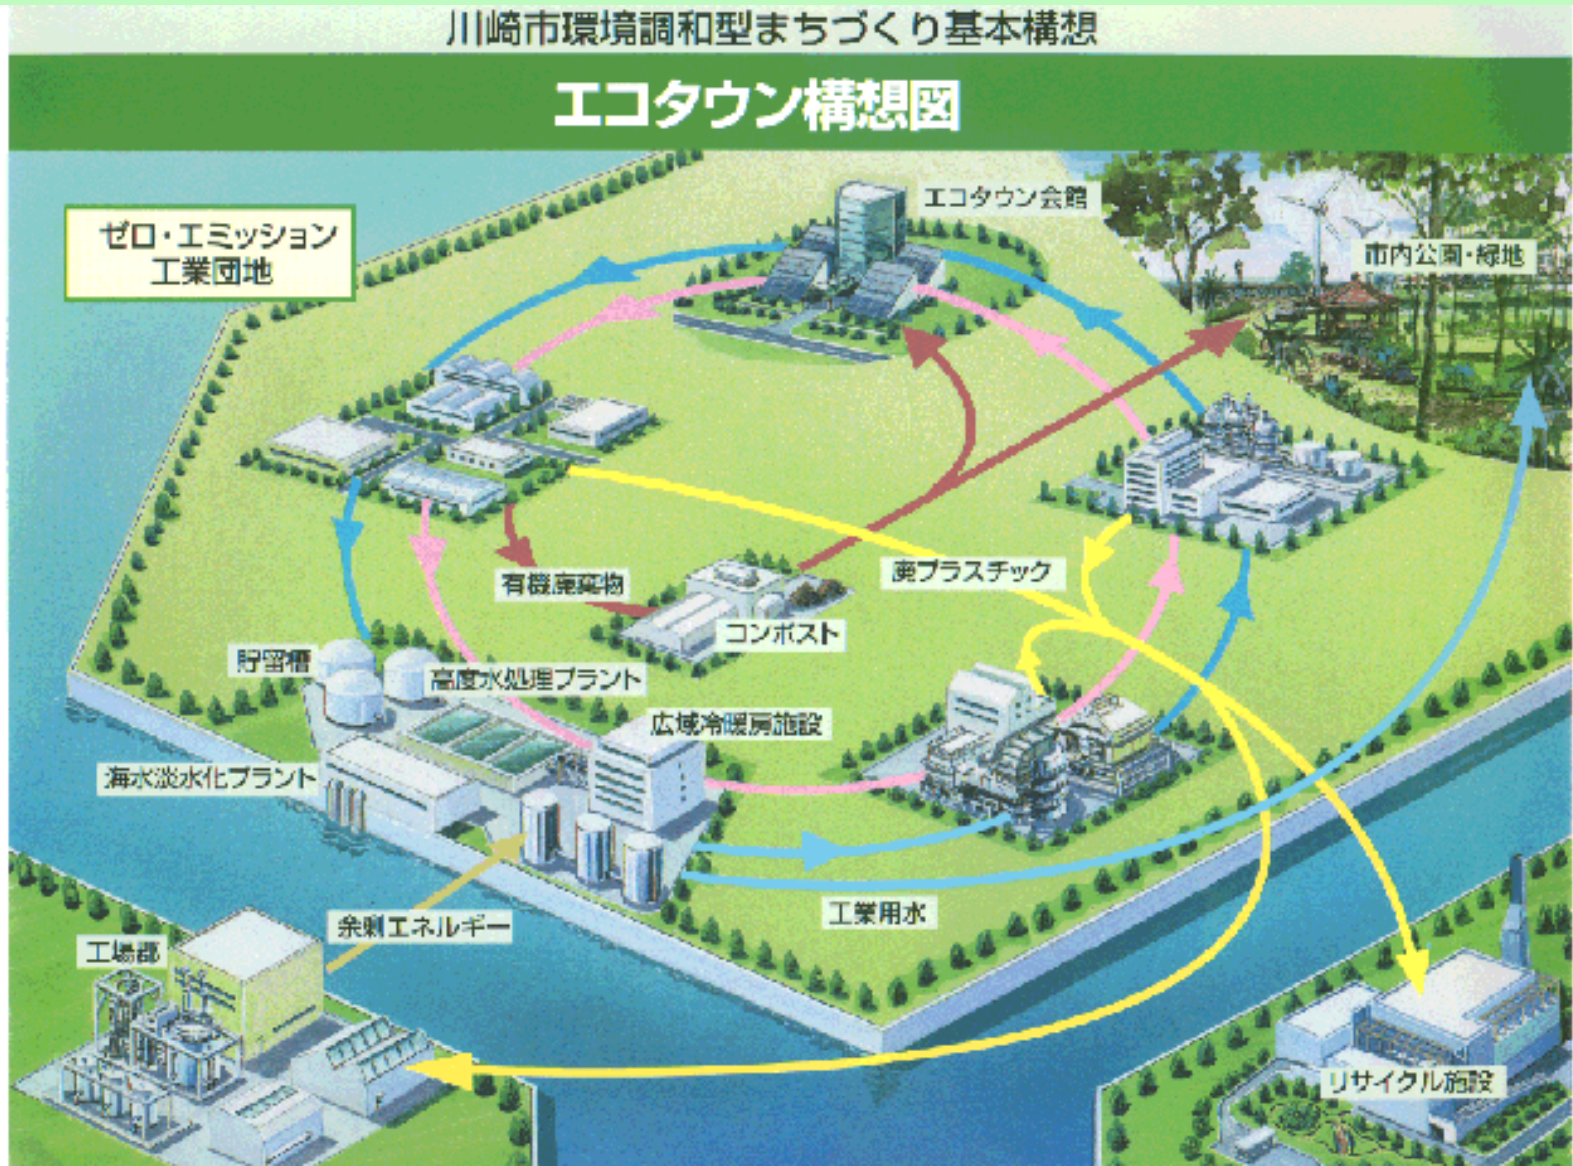 川崎市環境調和型まちづくり基本構想
エコタウン構想図
エコタウン会館
ゼロ・エミッション
工業団地
市内公園・緑地
廃プラスチック
有機廃棄物
コンポスト
貯留槽
高度水処理プラント
広域冷暖房施設
海水淡水化プラント
工業用水
余剰エネルギー
工場郡
リサイクル施設